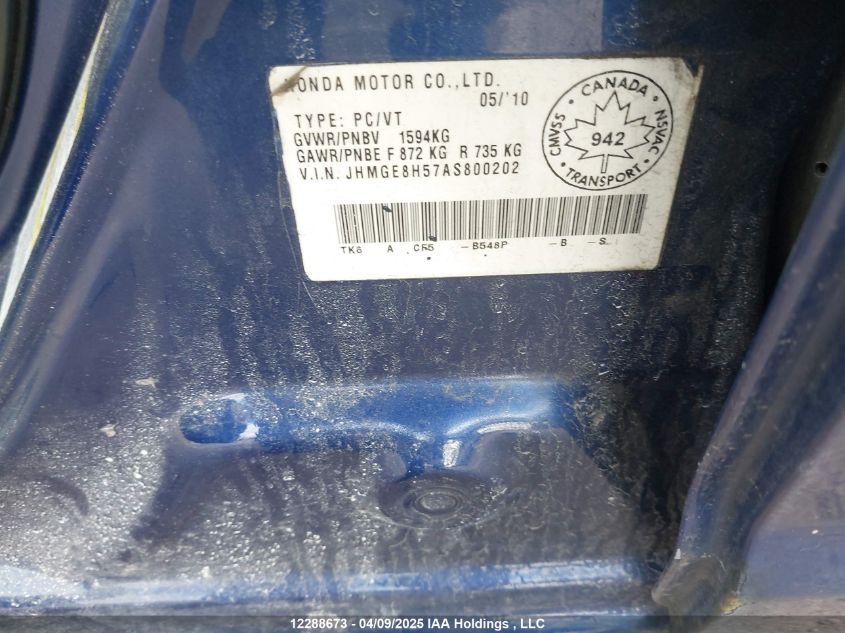 HONDA MOTOR CO.,LTD.
05/'10
TYPE: PC/VT
GVWR/PNBV 1594KG
GAWR/PNBE F 872 KG R 735 KG
V.I.N. JHMGE8H57AS800202
CANADA
CMVSS
NSVAC
942
TRANSPORT
TK6 A CF5 -B548P -B -S
12288673 - 04/09/2025 IAA Holdings , LLC